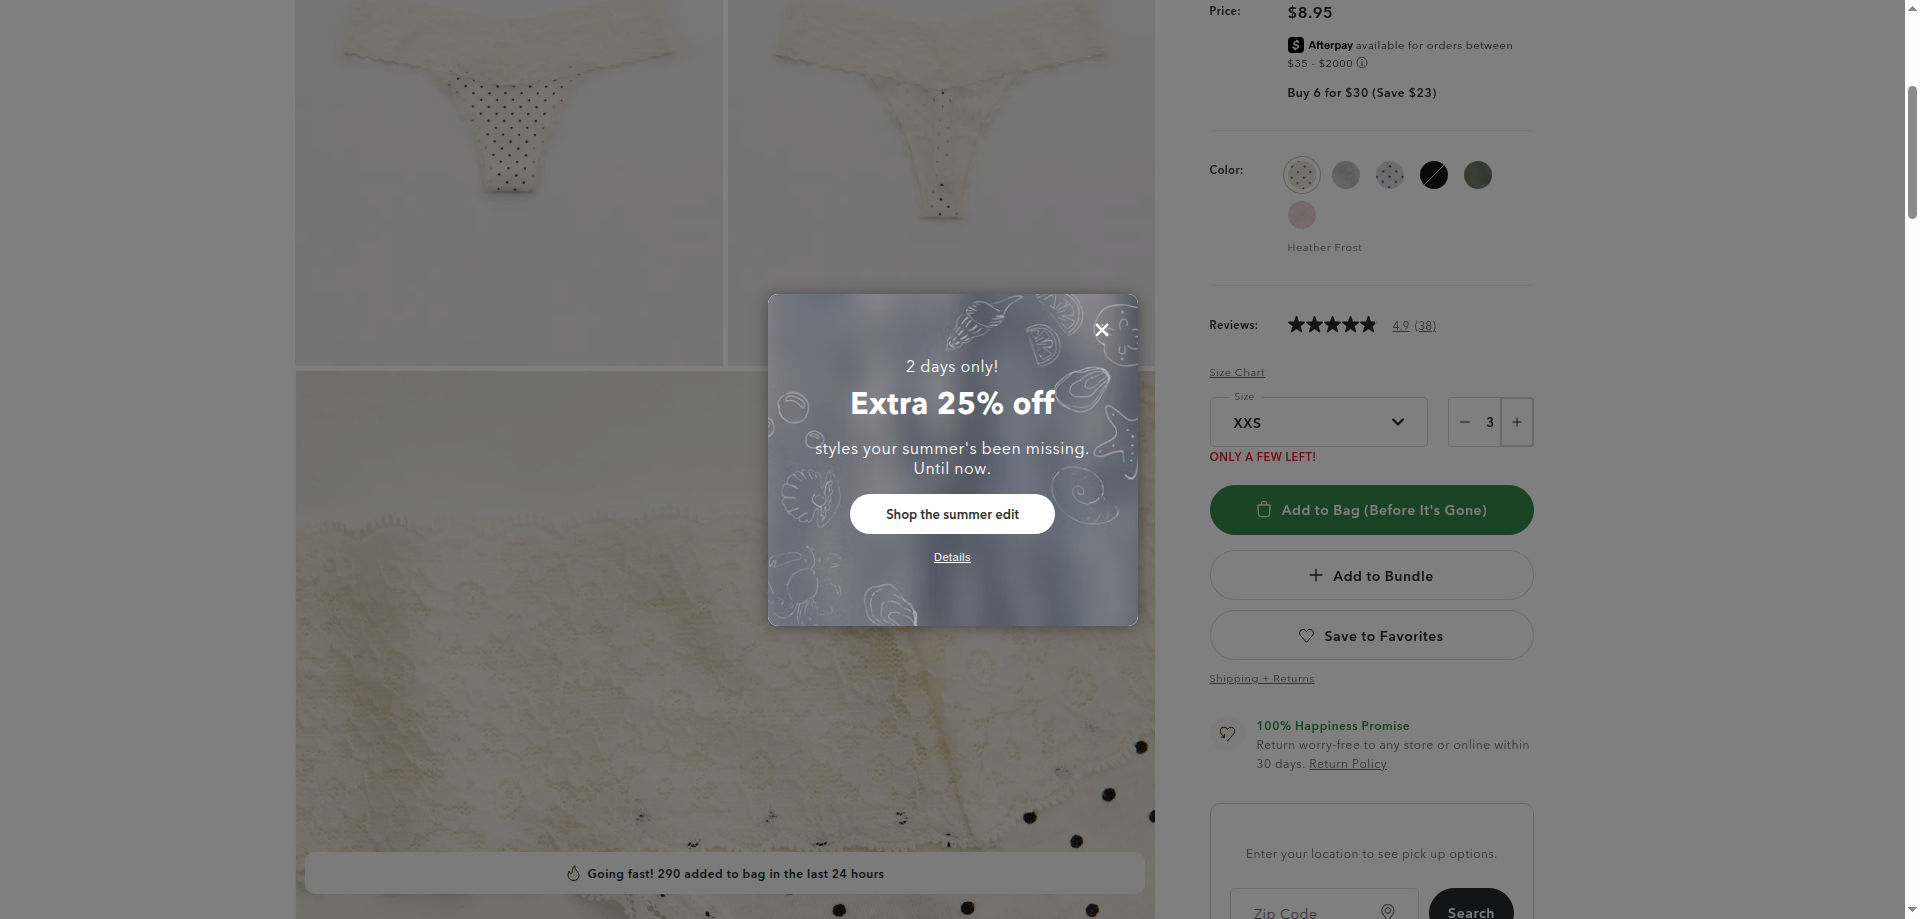 Price:
$8.95
Afterpay available for orders between
$35 - $2000 ⓘ
Buy 6 for $30 (Save $23)
Color:
Heather Frost
Reviews:
4.9 (38)
Size Chart
Size
XXS
− 3 +
ONLY A FEW LEFT!
Add to Bag (Before It's Gone)
Add to Bundle
Save to Favorites
Shipping + Returns
100% Happiness Promise
Return worry-free to any store or online within
30 days. Return Policy
Enter your location to see pick up options.
Zip Code
Search
2 days only!
Extra 25% off
styles your summer's been missing.
Until now.
Shop the summer edit
Details
Going fast! 290 added to bag in the last 24 hours